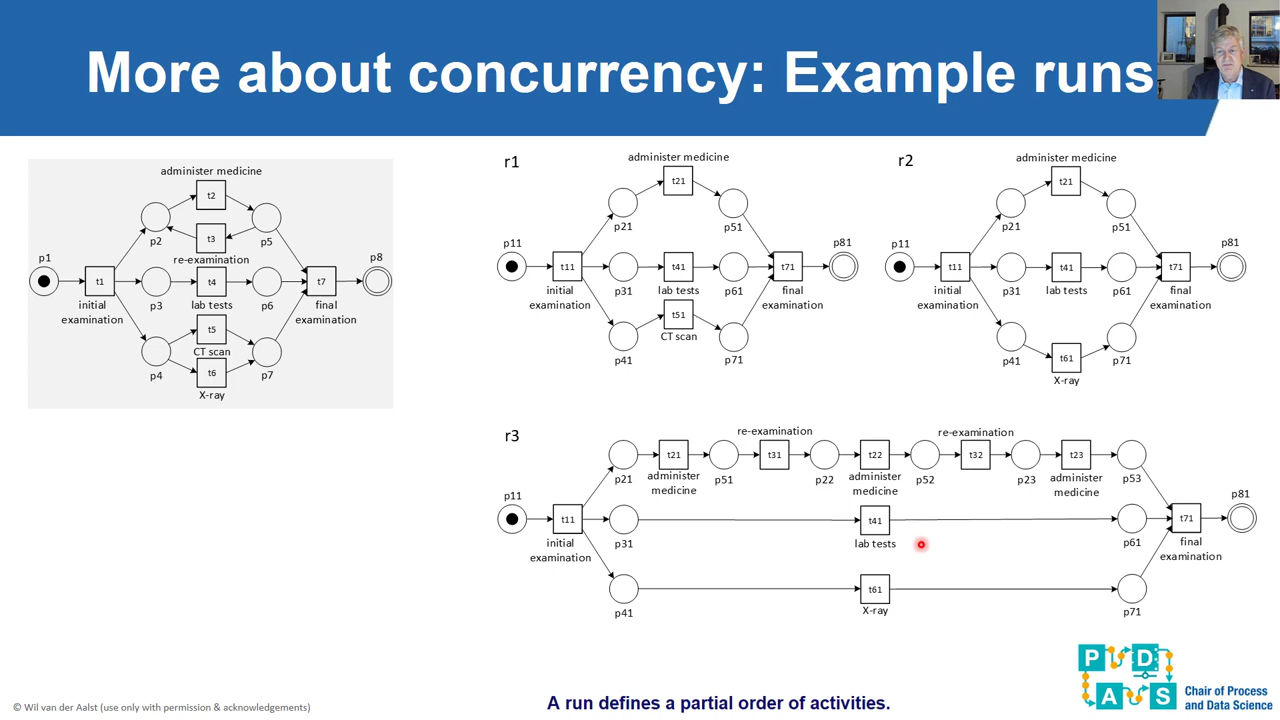 More about concurrency: Example runs
administer medicine
t2
p2
t3
p5
re-examination
p1
p8
t1
p3
t4
p6
t7
initial
examination
lab tests
final
examination
t5
CT scan
p4
t6
p7
X-ray
r1
administer medicine
t21
p21
p51
p11
p81
t11
p31
t41
p61
t71
initial
examination
lab tests
final
examination
t51
CT scan
p41
p71
r2
administer medicine
t21
p21
p51
p11
p81
t11
p31
t41
p61
t71
initial
examination
lab tests
final
examination
p41
t61
p71
X-ray
r3
re-examination
re-examination
t21
t31
t22
t32
t23
p21
administer
medicine
p51
p22
administer
medicine
p52
p23
administer
medicine
p53
p11
p81
t11
t41
t71
initial
examination
p31
lab tests
p61
final
examination
t61
p41
X-ray
p71
A run defines a partial order of activities.
© Wil van der Aalst (use only with permission & acknowledgements)
P D
A S
Chair of Process
and Data Science